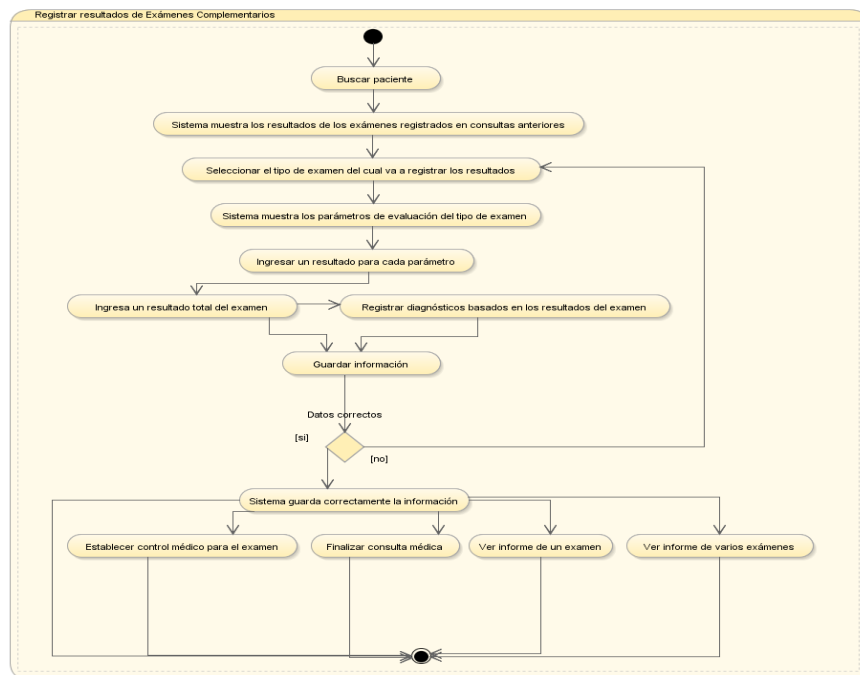 Registrar resultados de Exámenes Complementarios
Buscar paciente
Sistema muestra los resultados de los exámenes registrados en consultas anteriores
Seleccionar el tipo de examen del cual va a registrar los resultados
Sistema muestra los parámetros de evaluación del tipo de examen
Ingresar un resultado para cada parámetro
Ingresa un resultado total del examen
Registrar diagnósticos basados en los resultados del examen
Guardar información
Datos correctos
[si]
[no]
Sistema guarda correctamente la información
Establecer control médico para el examen
Finalizar consulta médica
Ver informe de un examen
Ver informe de varios exámenes